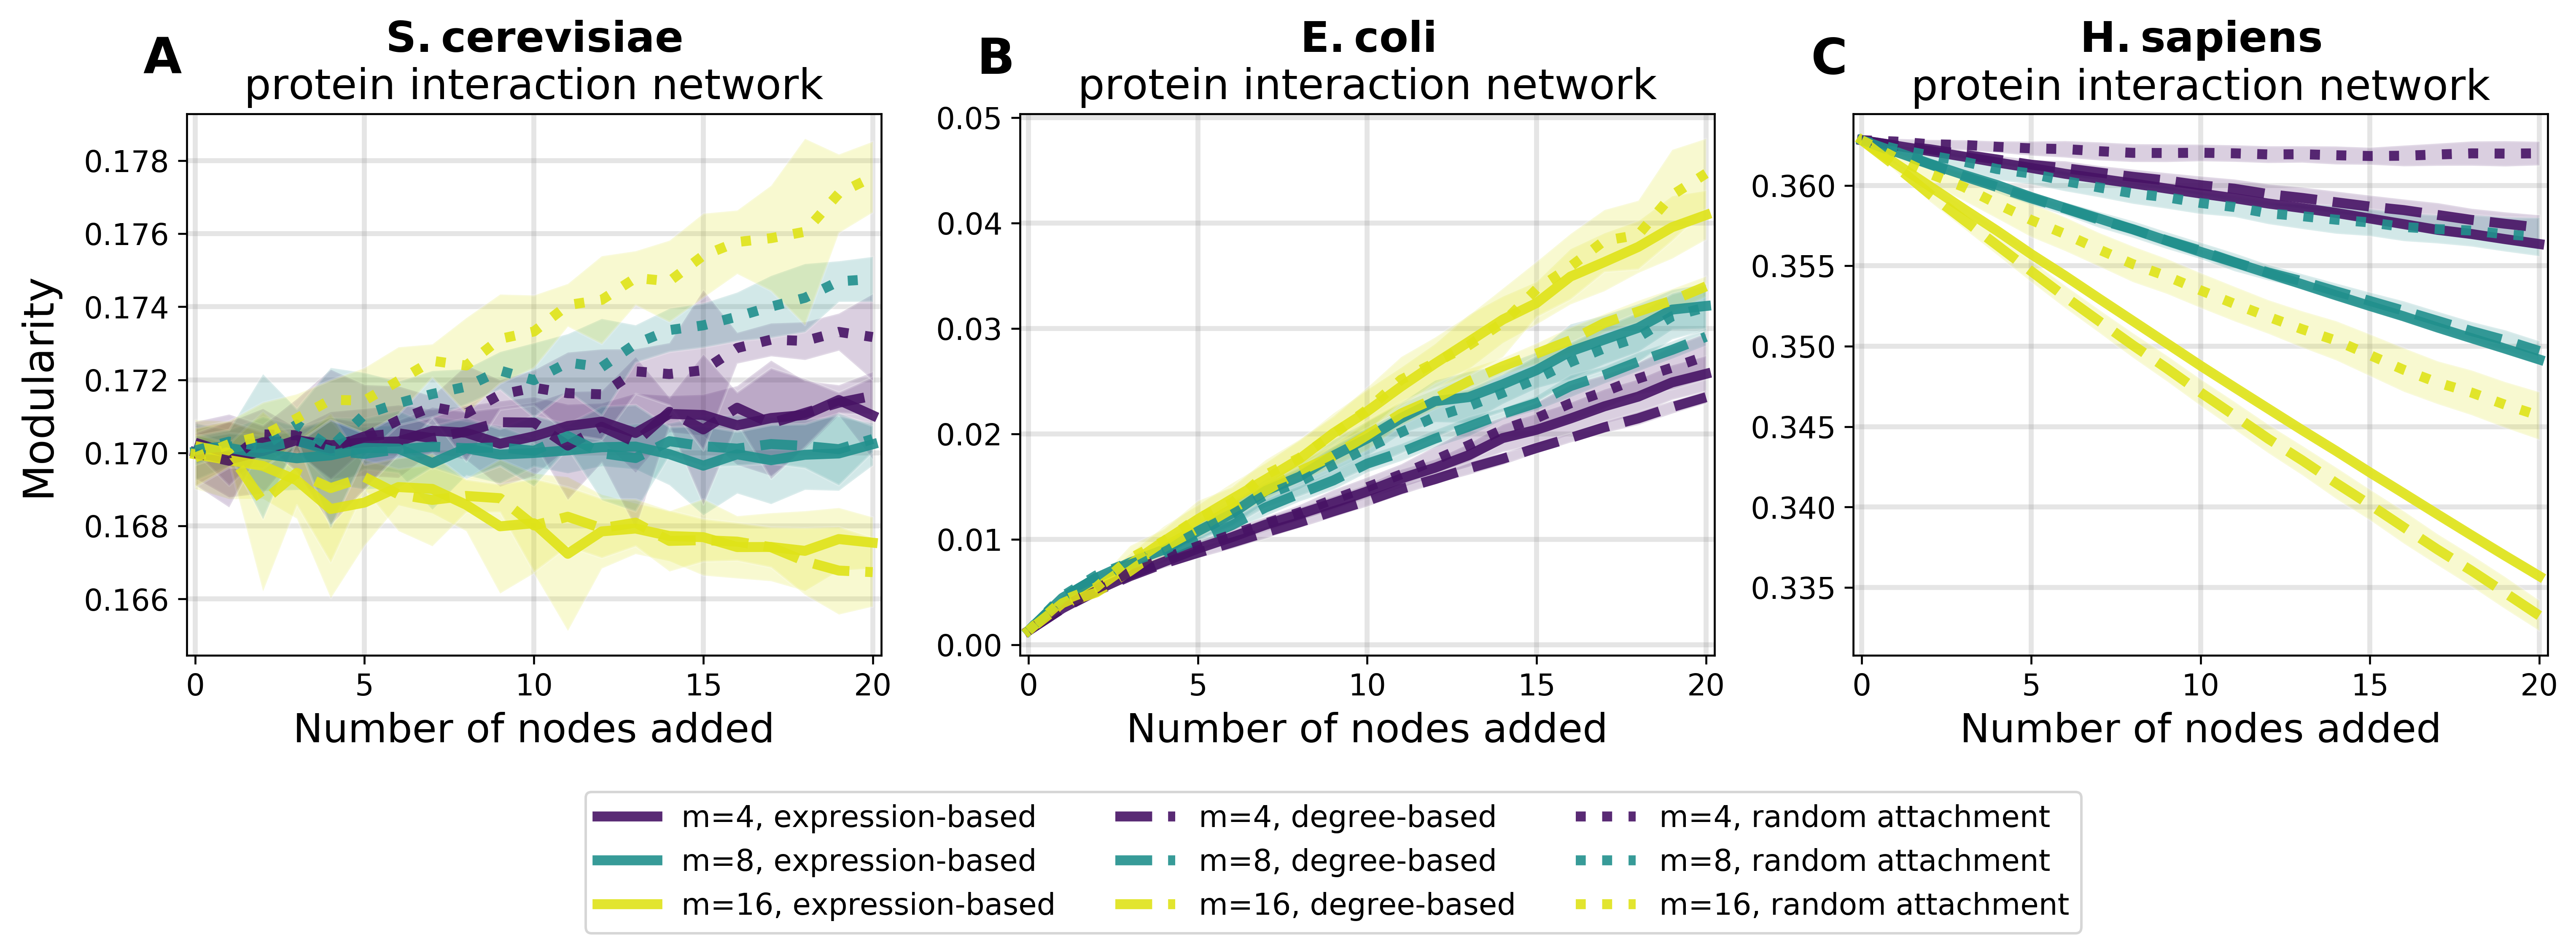 A
S. cerevisiae
protein interaction network
Modularity
0.178
0.176
0.174
0.172
0.170
0.168
0.166
0
5
10
15
20
Number of nodes added
B
E. coli
protein interaction network
0.05
0.04
0.03
0.02
0.01
0.00
0
5
10
15
20
Number of nodes added
C
H. sapiens
protein interaction network
0.360
0.355
0.350
0.345
0.340
0.335
0
5
10
15
20
Number of nodes added
m=4, expression-based
m=8, expression-based
m=16, expression-based
m=4, degree-based
m=8, degree-based
m=16, degree-based
m=4, random attachment
m=8, random attachment
m=16, random attachment